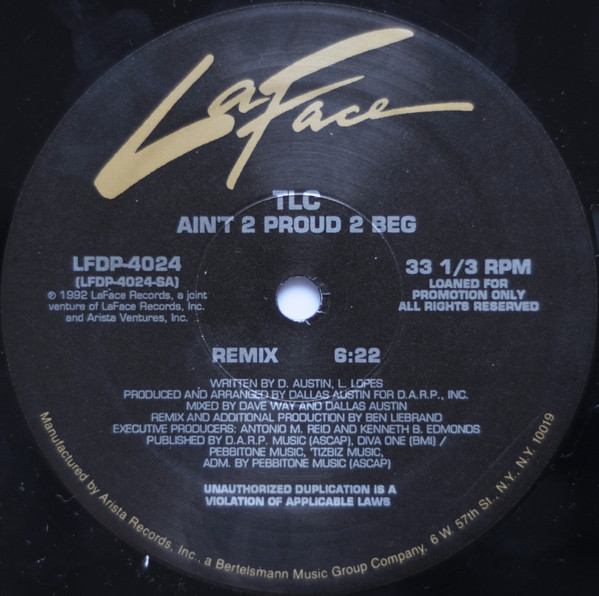 LaFace
TLC
AIN'T 2 PROUD 2 BEG
LFDP-4024
(LFDP-4024-SA)
℗ 1992 LaFace Records, a joint
venture of LaFace Records, Inc.
and Arista Ventures, Inc.
33 1/3 RPM
LOANED FOR
PROMOTION ONLY
ALL RIGHTS RESERVED
REMIX 6:22
WRITTEN BY D. AUSTIN, L. LOPES
PRODUCED AND ARRANGED BY DALLAS AUSTIN FOR D.A.R.P., INC.
MIXED BY DAVE WAY AND DALLAS AUSTIN
REMIX AND ADDITIONAL PRODUCTION BY BEN LIEBRAND
EXECUTIVE PRODUCERS: ANTONIO M. REID AND KENNETH B. EDMONDS
PUBLISHED BY D.A.R.P. MUSIC (ASCAP), DIVA ONE (BMI) /
PEBBITONE MUSIC, 'TIZBIZ MUSIC,
ADM. BY PEBBITONE MUSIC (ASCAP)
UNAUTHORIZED DUPLICATION IS A
VIOLATION OF APPLICABLE LAWS
Manufactured by Arista Records, Inc., a Bertelsmann Music Group Company, 6 W. 57th St., N.Y. N.Y. 10019